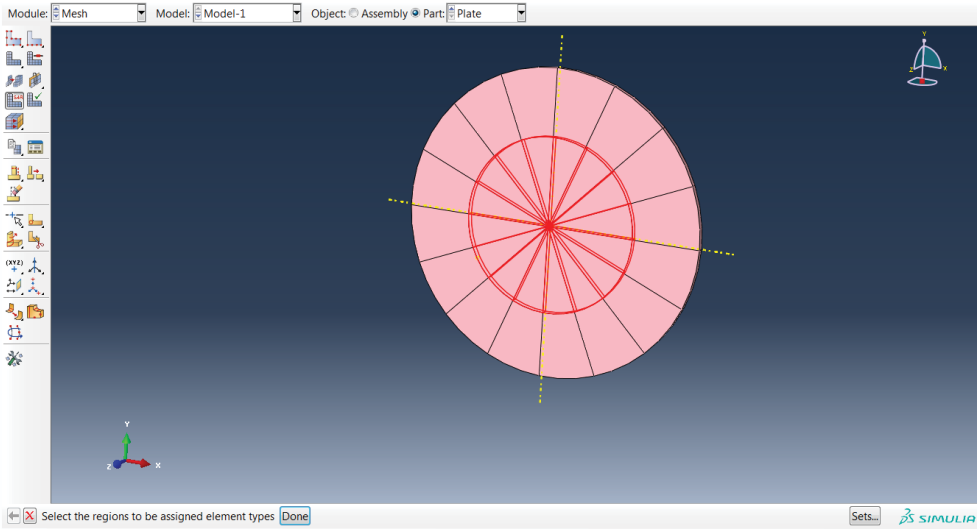 Module: Mesh Model: Model-1 Object: Assembly Part: Plate
Y
Z X
(XYZ)
Y
Z X
Select the regions to be assigned element types Done Sets... SIMULIA